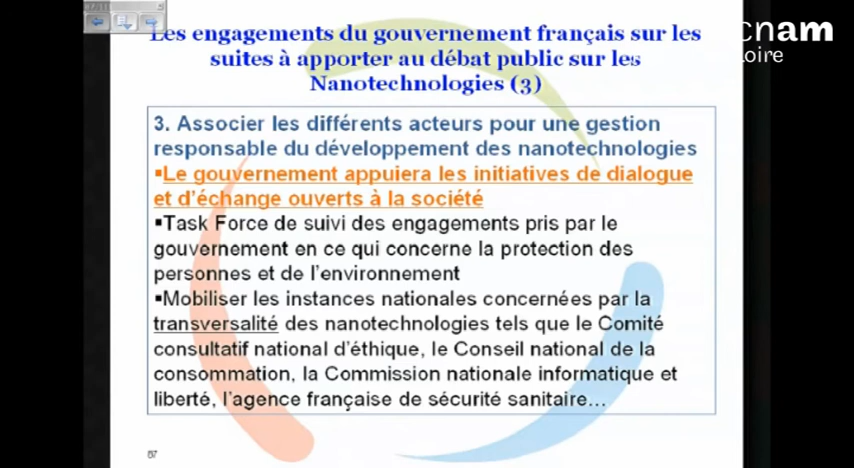 Les engagements du gouvernement français sur les
suites à apporter au débat public sur les
Nanotechnologies (3)
cnam
Loire
3. Associer les différents acteurs pour une gestion
responsable du développement des nanotechnologies
▪Le gouvernement appuiera les initiatives de dialogue
et d'échange ouverts à la société
▪Task Force de suivi des engagements pris par le
gouvernement en ce qui concerne la protection des
personnes et de l'environnement
▪Mobiliser les instances nationales concernées par la
transversalité des nanotechnologies tels que le Comité
consultatif national d'éthique, le Conseil national de la
consommation, la Commission nationale informatique et
liberté, l'agence française de sécurité sanitaire…